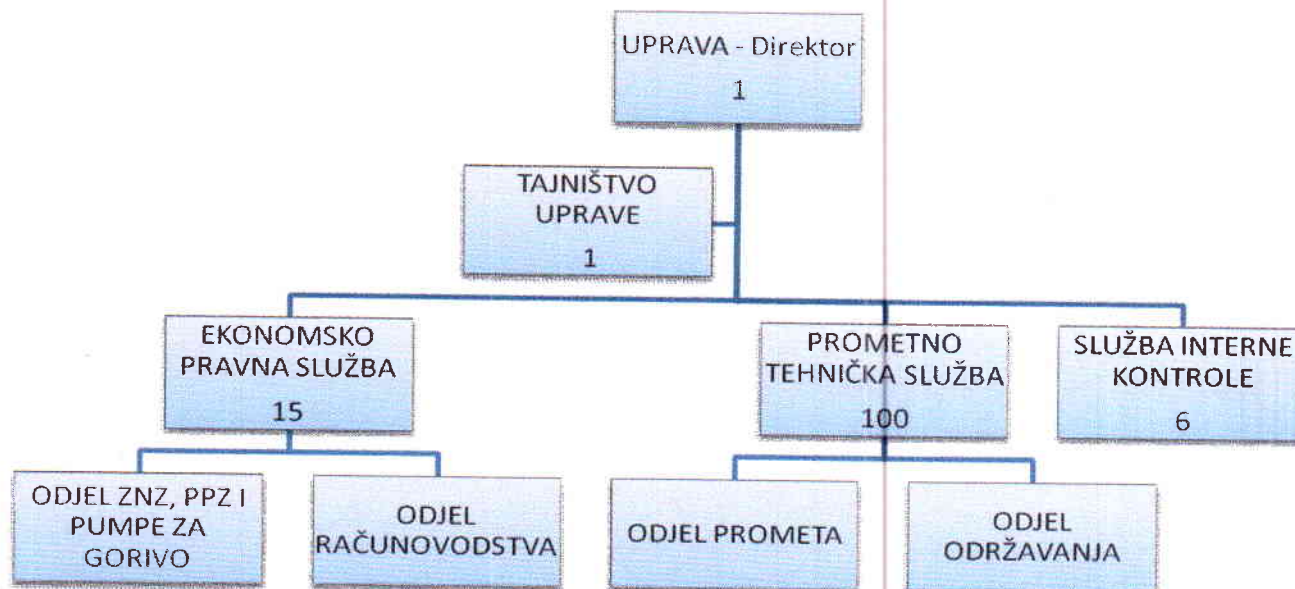 UPRAVA - Direktor
1
TAJNIŠTVO
UPRAVE
1
EKONOMSKO
PRAVNA SLUŽBA
15
PROMETNO
TEHNIČKA SLUŽBA
100
SLUŽBA INTERNE
KONTROLE
6
ODJEL ZNZ, PPZ I
PUMPE ZA
GORIVO
ODJEL
RAČUNOVODSTVA
ODJEL PROMETA
ODJEL
ODRŽAVANJA